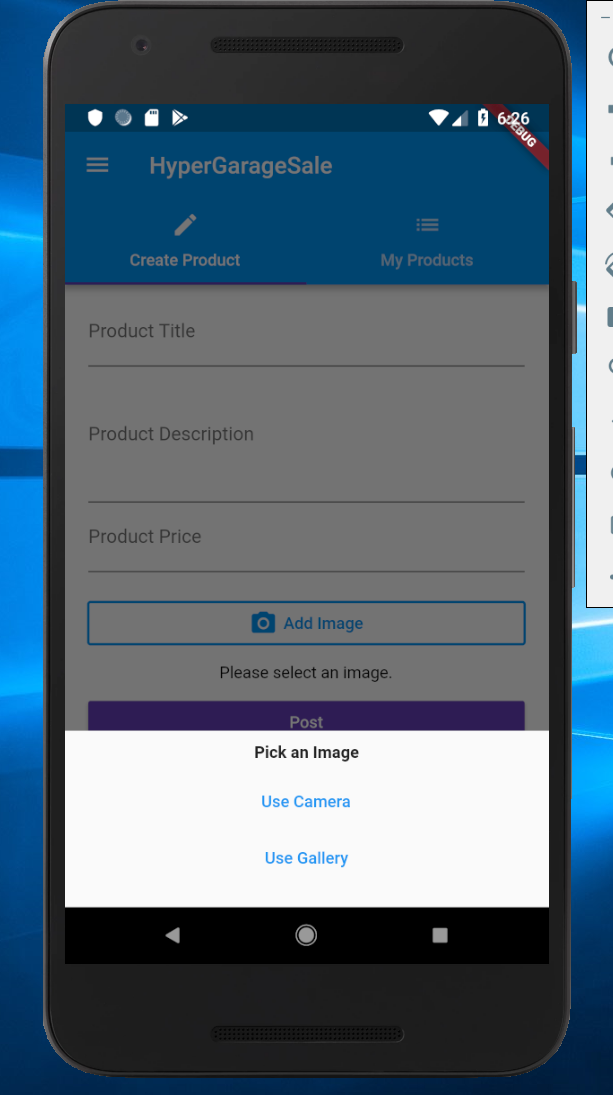 6:26
DEBUG
HyperGarageSale
Create Product
My Products
Product Title
Product Description
Product Price
Add Image
Please select an image.
Post
Pick an Image
Use Camera
Use Gallery